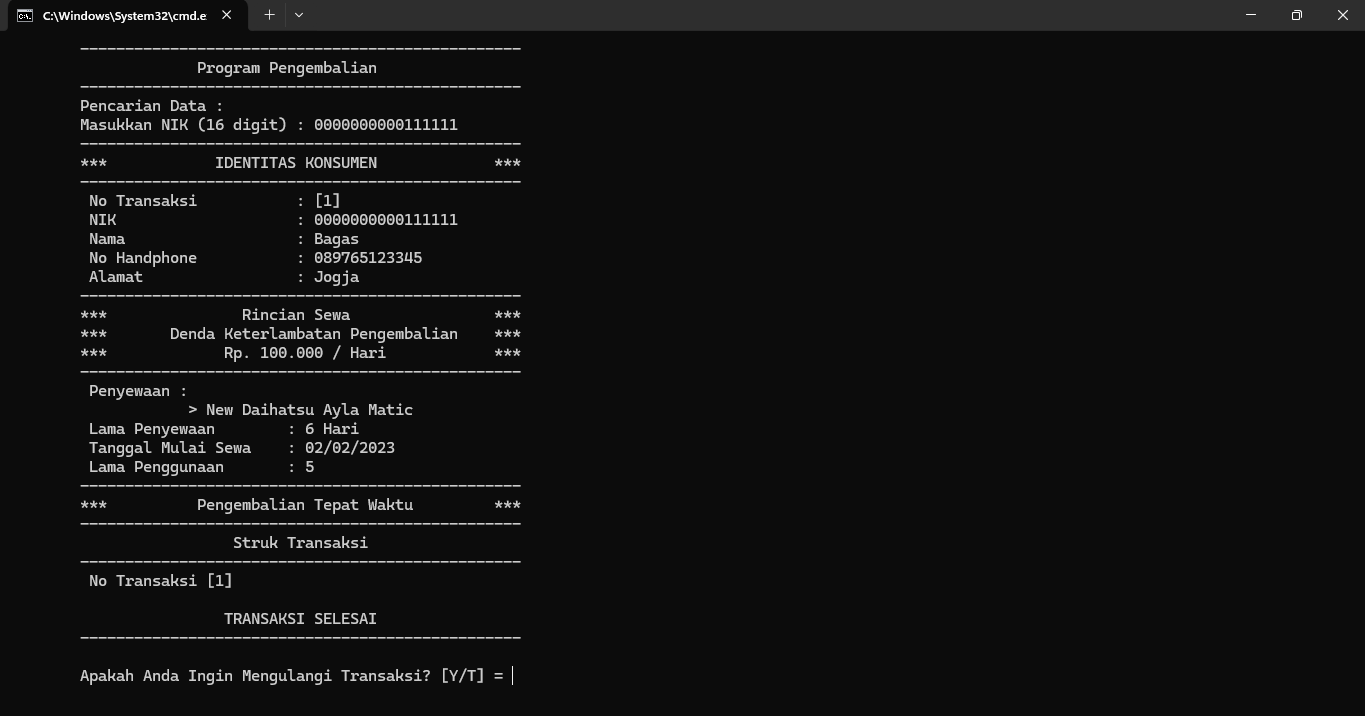 C:\Windows\System32\cmd.e
------------------------------------------------- 
Program Pengembalian
-------------------------------------------------
Pencarian Data :
Masukkan NIK (16 digit) : 0000000000111111
-------------------------------------------------
*** IDENTITAS KONSUMEN ***
-------------------------------------------------
No Transaksi : [1]
NIK : 0000000000111111
Nama : Bagas
No Handphone : 089765123345
Alamat : Jogja
-------------------------------------------------
*** Rincian Sewa ***
*** Denda Keterlambatan Pengembalian ***
*** Rp. 100.000 / Hari ***
-------------------------------------------------
Penyewaan :
> New Daihatsu Ayla Matic
Lama Penyewaan : 6 Hari
Tanggal Mulai Sewa : 02/02/2023
Lama Penggunaan : 5
-------------------------------------------------
*** Pengembalian Tepat Waktu ***
-------------------------------------------------
Struk Transaksi
-------------------------------------------------
No Transaksi [1]
TRANSAKSI SELESAI
-------------------------------------------------
Apakah Anda Ingin Mengulangi Transaksi? [Y/T] =